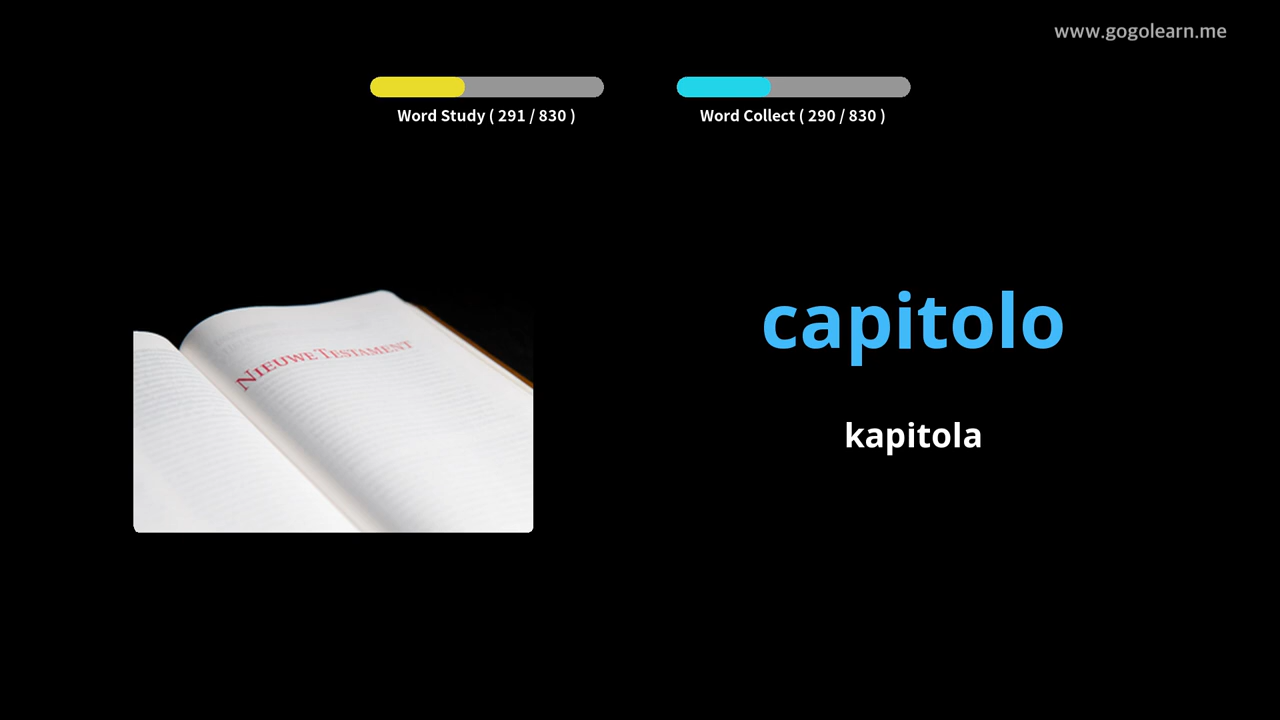 www.gogolearn.me
Word Study ( 291 / 830 )
Word Collect ( 290 / 830 )
NIEUWE TESTAMENT
capitolo
kapitola